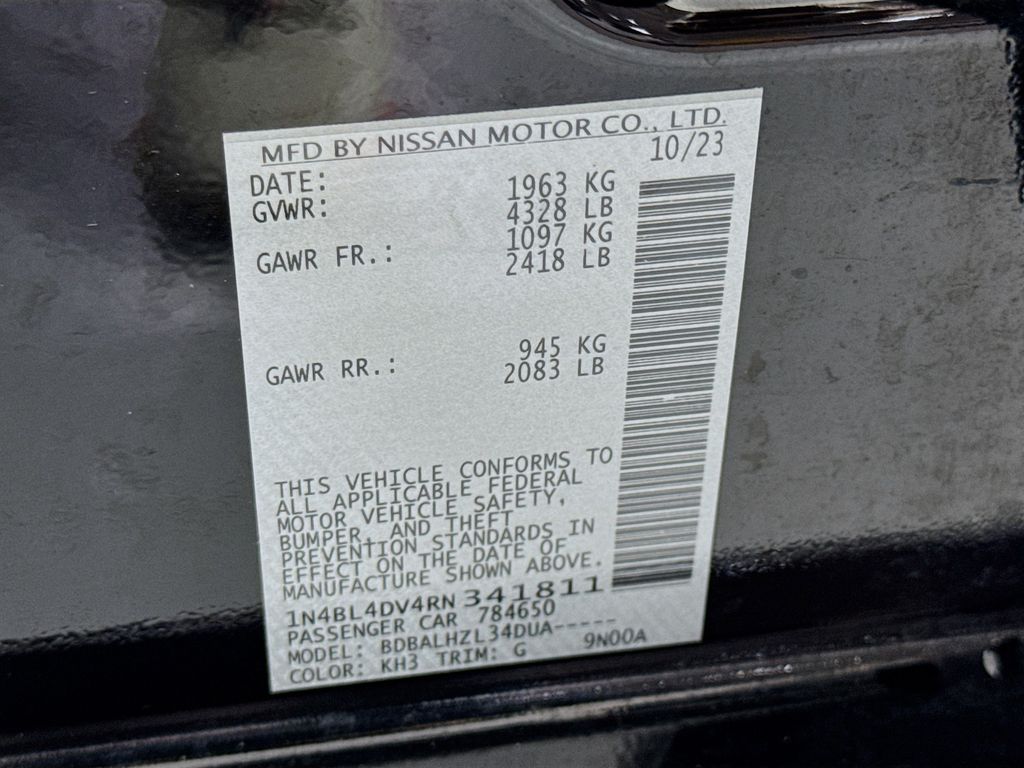 MFD BY NISSAN MOTOR CO., LTD.
DATE: 10/23
GVWR: 1963 KG
4328 LB
GAWR FR.: 1097 KG
2418 LB
GAWR RR.: 945 KG
2083 LB
THIS VEHICLE CONFORMS TO
ALL APPLICABLE FEDERAL
MOTOR VEHICLE SAFETY,
BUMPER, AND THEFT
PREVENTION STANDARDS IN
EFFECT ON THE DATE OF
MANUFACTURE SHOWN ABOVE.
1N4BL4DV4RN341811
PASSENGER CAR 784650
MODEL: BDBALHZL34DUA-----
COLOR: KH3 TRIM: G 9N00A